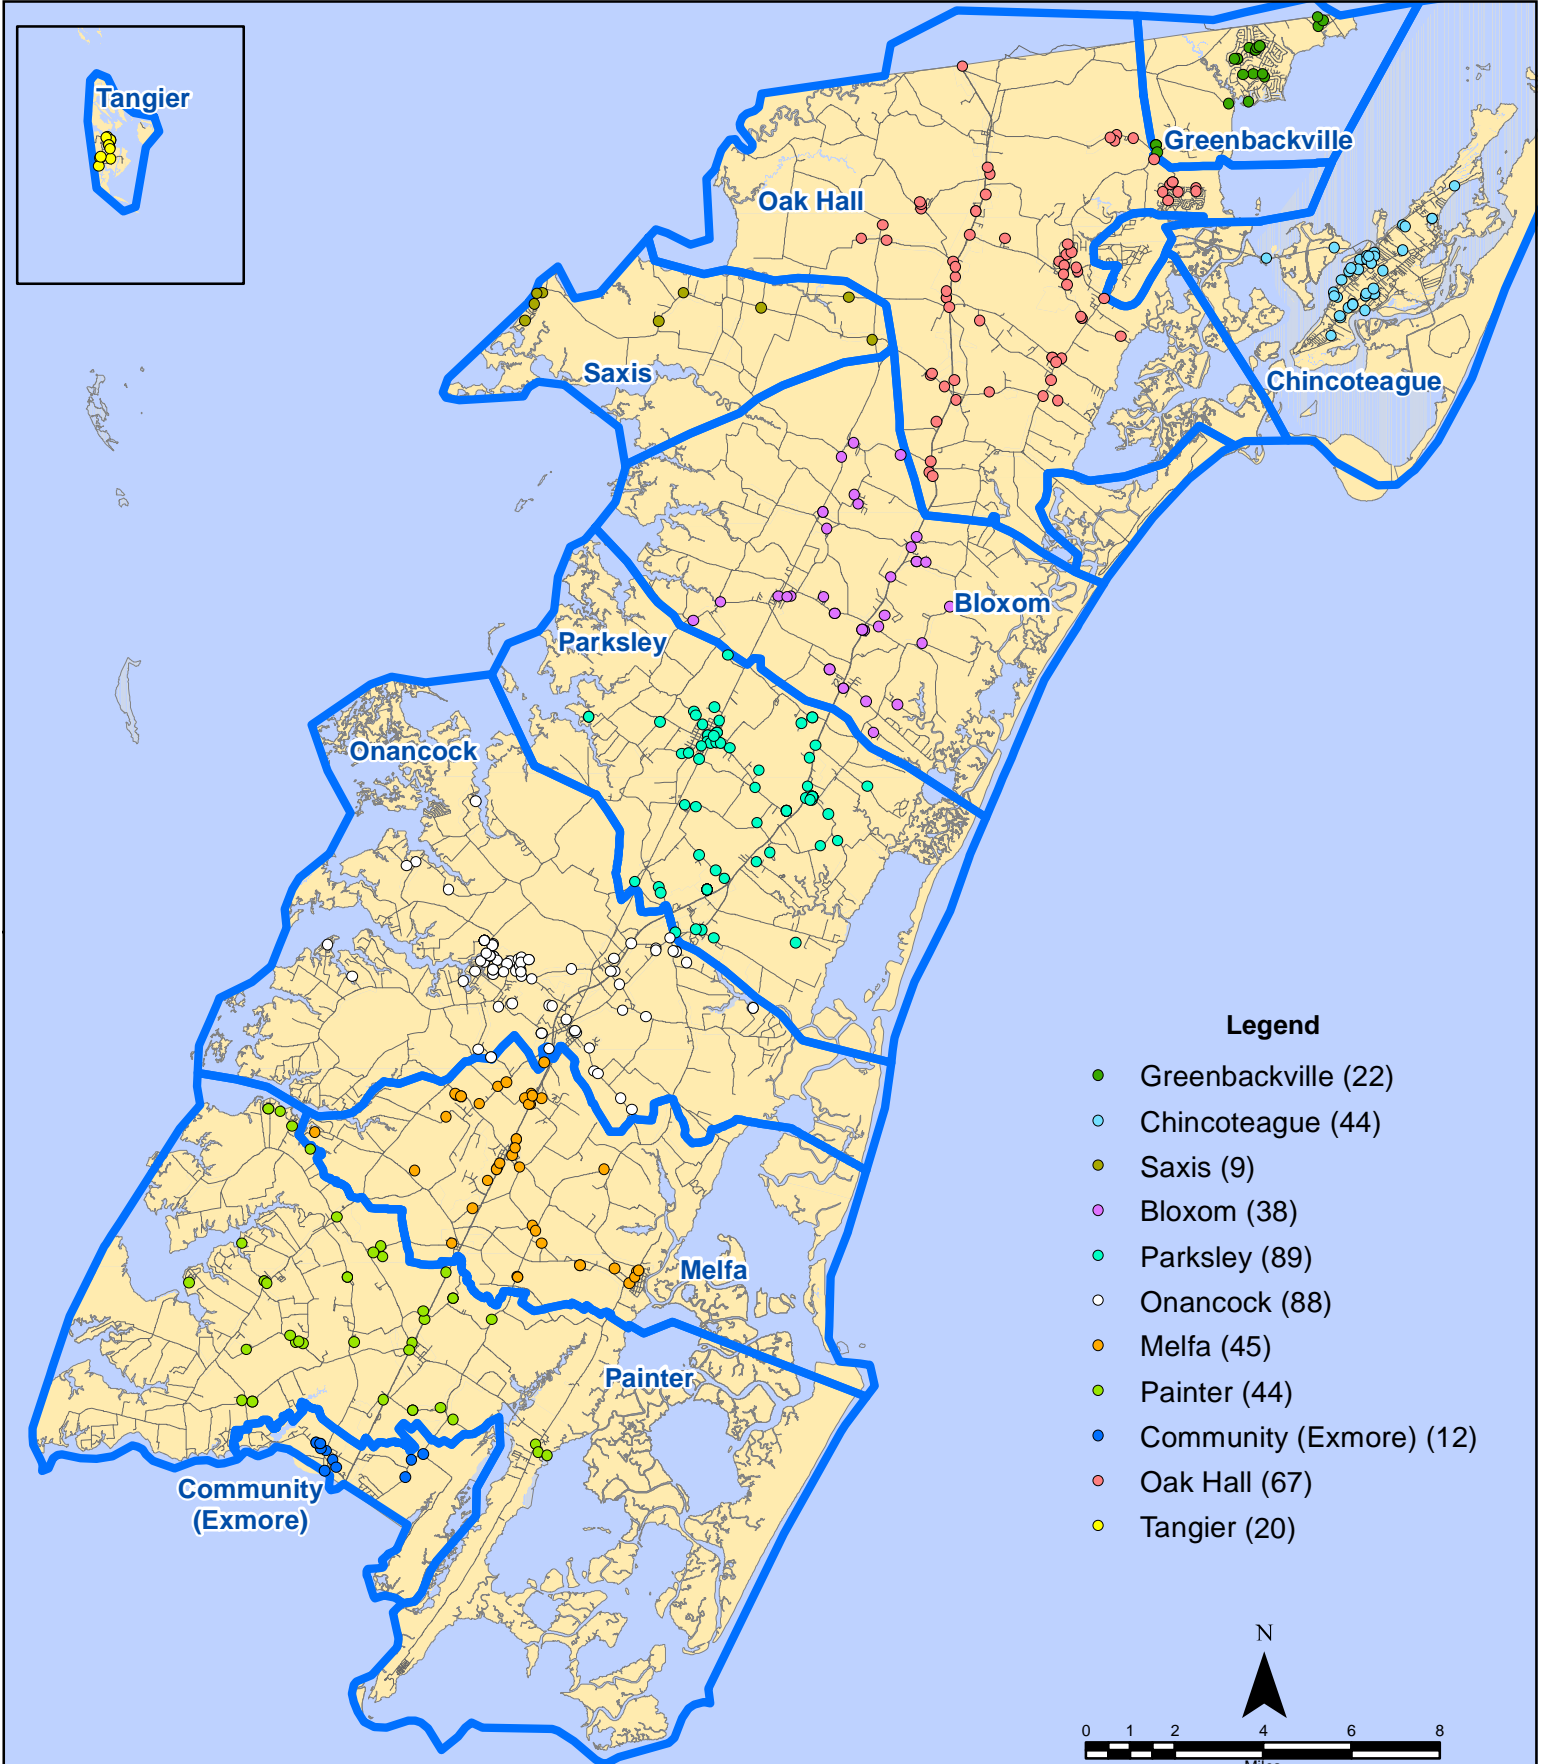 Tangier
Greenbackville
Oak Hall
Saxis
Chincoteague
Bloxom
Parksley
Onancock
Melfa
Painter
Community
(Exmore)
Legend
Greenbackville (22)
Chincoteague (44)
Saxis (9)
Bloxom (38)
Parksley (89)
Onancock (88)
Melfa (45)
Painter (44)
Community (Exmore) (12)
Oak Hall (67)
Tangier (20)
N
0 1 2 4 6 8
Miles